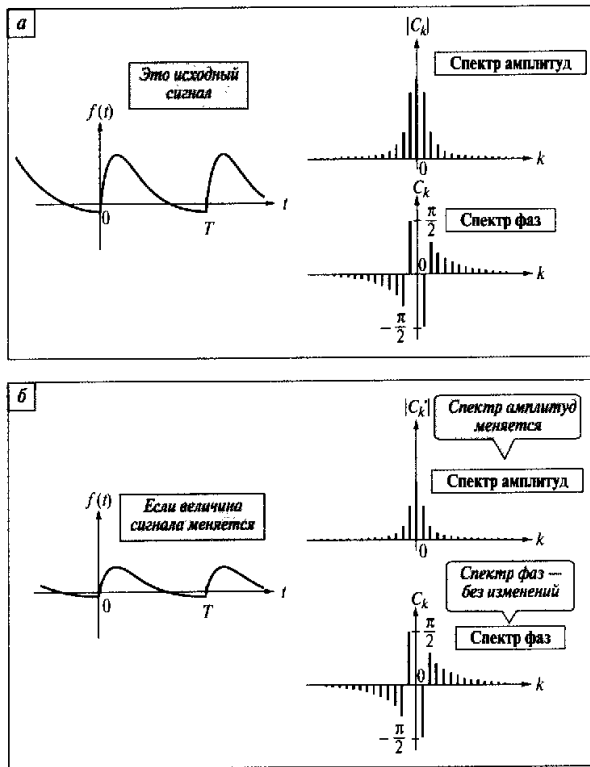 а
|C_k|
Это исходный
сигнал
Спектр амплитуд
f(t)
0
k
C_k
π/2
Спектр фаз
0
t
0
T
k
−π/2
б
|C_k'|
Спектр амплитуд
меняется
Если величина
сигнала меняется
Спектр амплитуд
f(t)
0
k
Спектр фаз —
без изменений
C_k
π/2
Спектр фаз
0
t
0
T
k
−π/2